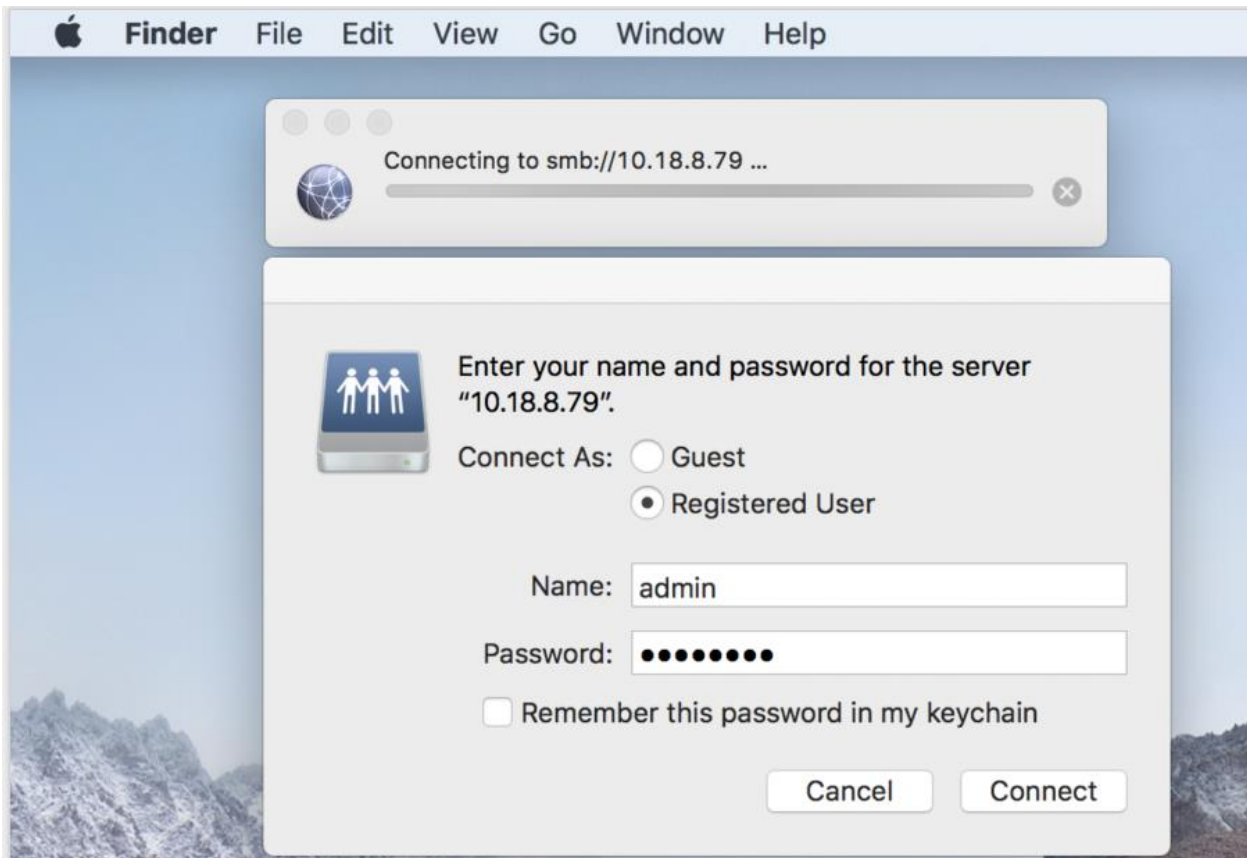 Finder File Edit View Go Window Help
Connecting to smb://10.18.8.79 ...
Enter your name and password for the server
“10.18.8.79”.
Connect As: Guest
Registered User
Name: admin
Password: ••••••••
Remember this password in my keychain
Cancel Connect